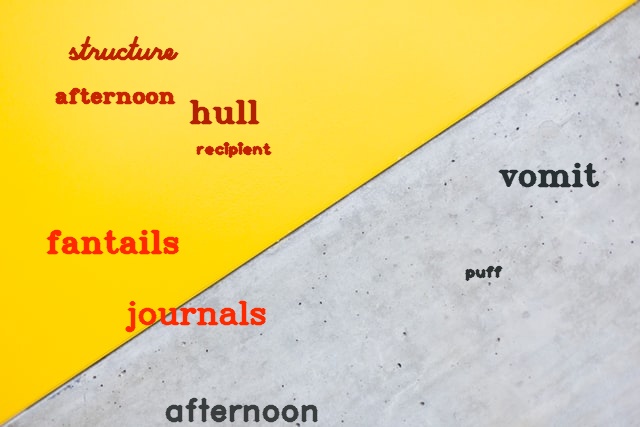 structure
afternoon
hull
recipient
vomit
fantails
puff
journals
afternoon